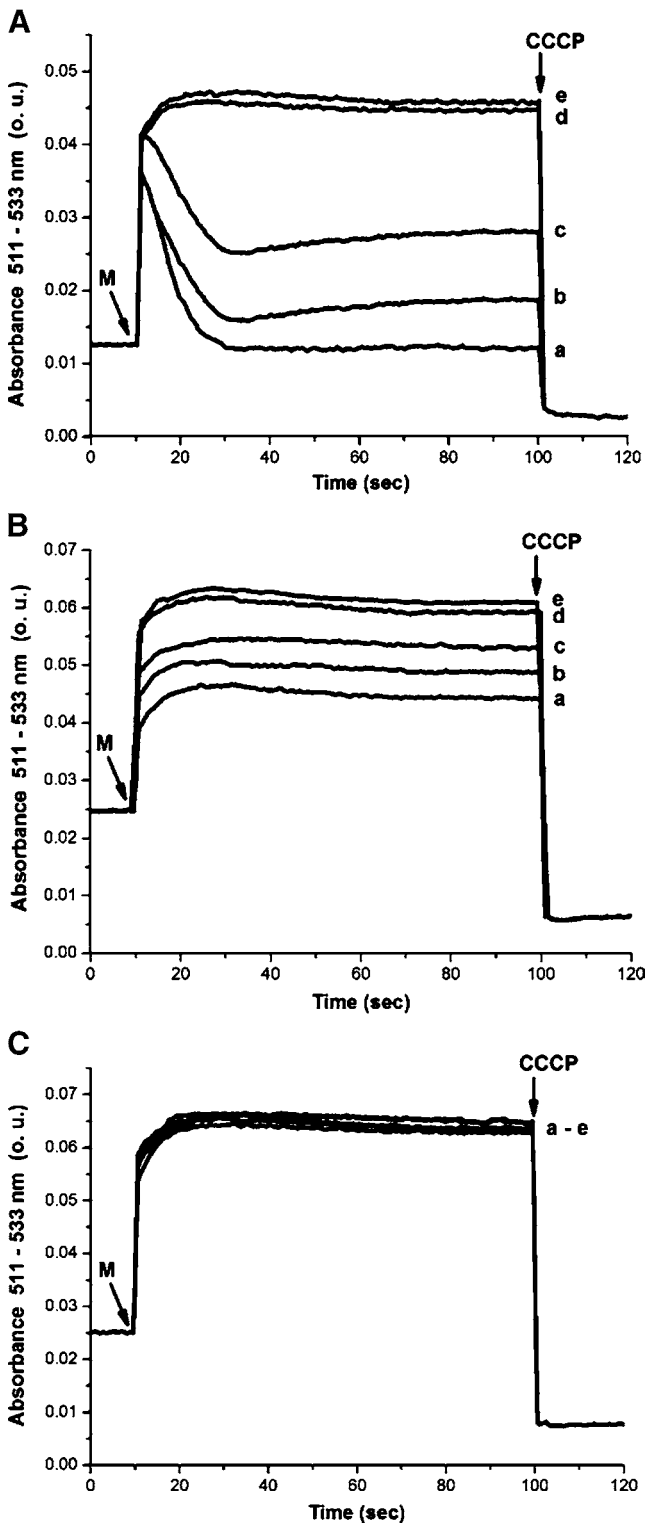 A
CCCP
0.05
e
d
0.04
0.03
c
M
0.02
b
a
0.01
0.00
0 20 40 60 80 100 120
Time (sec)
Absorbance 511 - 533 nm (o. u.)
B
CCCP
0.07
0.06
e
d
c
0.05
b
a
0.04
M
0.03
0.02
0.01
0.00
0 20 40 60 80 100 120
Time (sec)
Absorbance 511 - 533 nm (o. u.)
C
CCCP
0.07
a - e
0.06
0.05
0.04
M
0.03
0.02
0.01
0.00
0 20 40 60 80 100 120
Time (sec)
Absorbance 511 - 533 nm (o. u.)